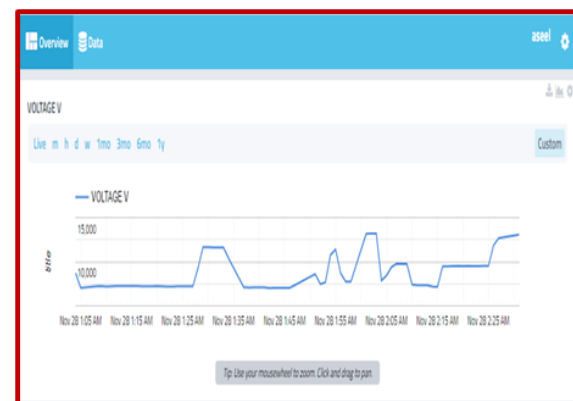 Overview Data aseel
VOLTAGE V
Live m h d w 1mo 3mo 6mo 1y Custom
VOLTAGE V
15,000
10,000
Nov 28 1:05 AM Nov 28 1:15 AM Nov 28 1:25 AM Nov 28 1:35 AM Nov 28 1:45 AM Nov 28 1:55 AM Nov 28 2:05 AM Nov 28 2:15 AM Nov 28 2:25 AM
Tip: Use your mousewheel to zoom. Click and drag to pan.